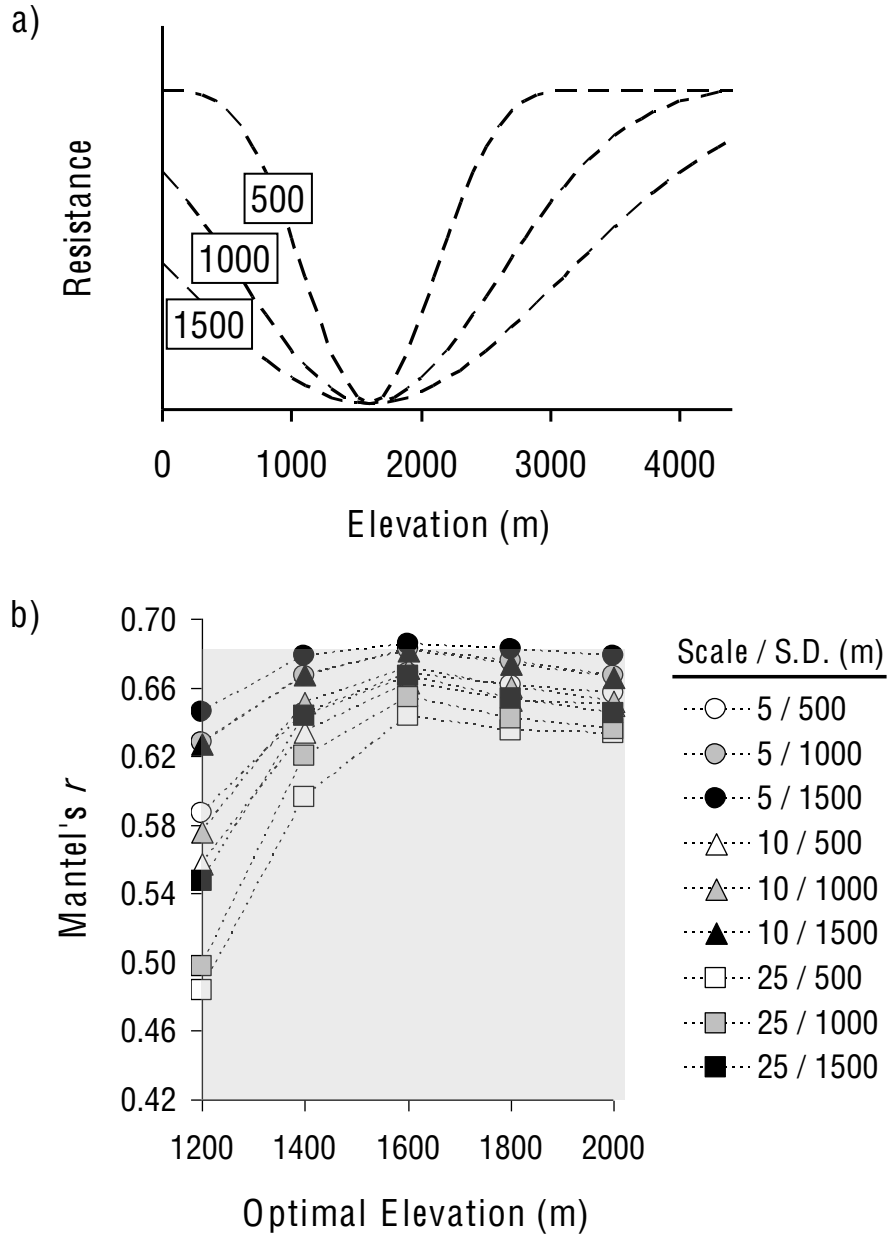 a)
Resistance
500
1000
1500
0 1000 2000 3000 4000
Elevation (m)
b)
Mantel's r
0.70
0.66
0.62
0.58
0.54
0.50
0.46
0.42
1200 1400 1600 1800 2000
Optimal Elevation (m)
Scale / S.D. (m)
5 / 500
5 / 1000
5 / 1500
10 / 500
10 / 1000
10 / 1500
25 / 500
25 / 1000
25 / 1500